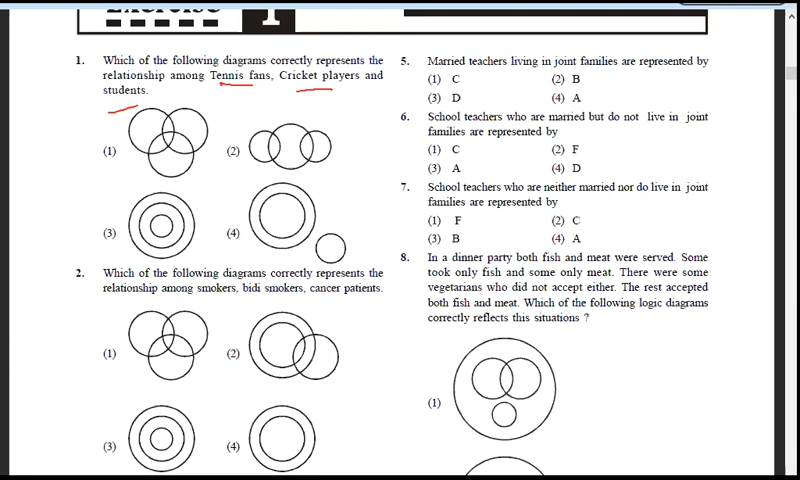 Exercise
1
1. Which of the following diagrams correctly represents the
relationship among Tennis fans, Cricket players and
students.
(1)
(2)
(3)
(4)
2. Which of the following diagrams correctly represents the
relationship among smokers, bidi smokers, cancer patients.
(1)
(2)
(3)
(4)
5. Married teachers living in joint families are represented by
(1) C (2) B
(3) D (4) A
6. School teachers who are married but do not live in joint
families are represented by
(1) C (2) F
(3) A (4) D
7. School teachers who are neither married nor do live in joint
families are represented by
(1) F (2) C
(3) B (4) A
8. In a dinner party both fish and meat were served. Some
took only fish and some only meat. There were some
vegetarians who did not accept either. The rest accepted
both fish and meat. Which of the following logic diagrams
correctly reflects this situations ?
(1)